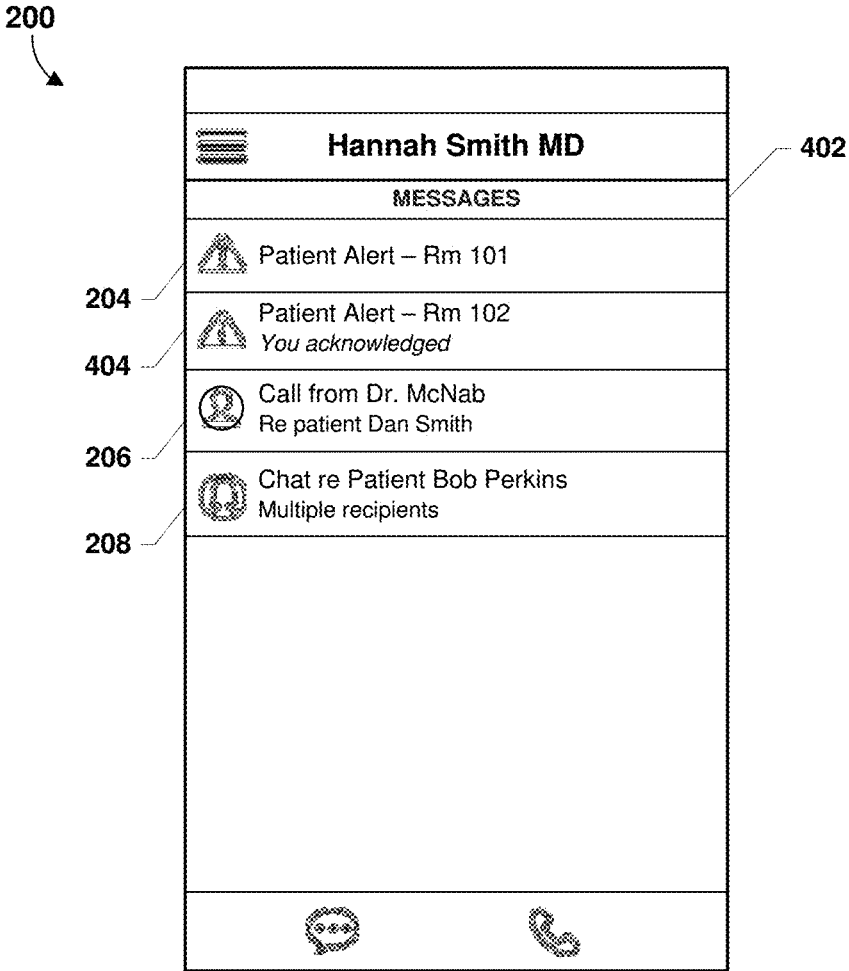 200
Hannah Smith MD
402
MESSAGES
Patient Alert – Rm 101
204
Patient Alert – Rm 102
You acknowledged
404
Call from Dr. McNab
Re patient Dan Smith
206
Chat re Patient Bob Perkins
Multiple recipients
208